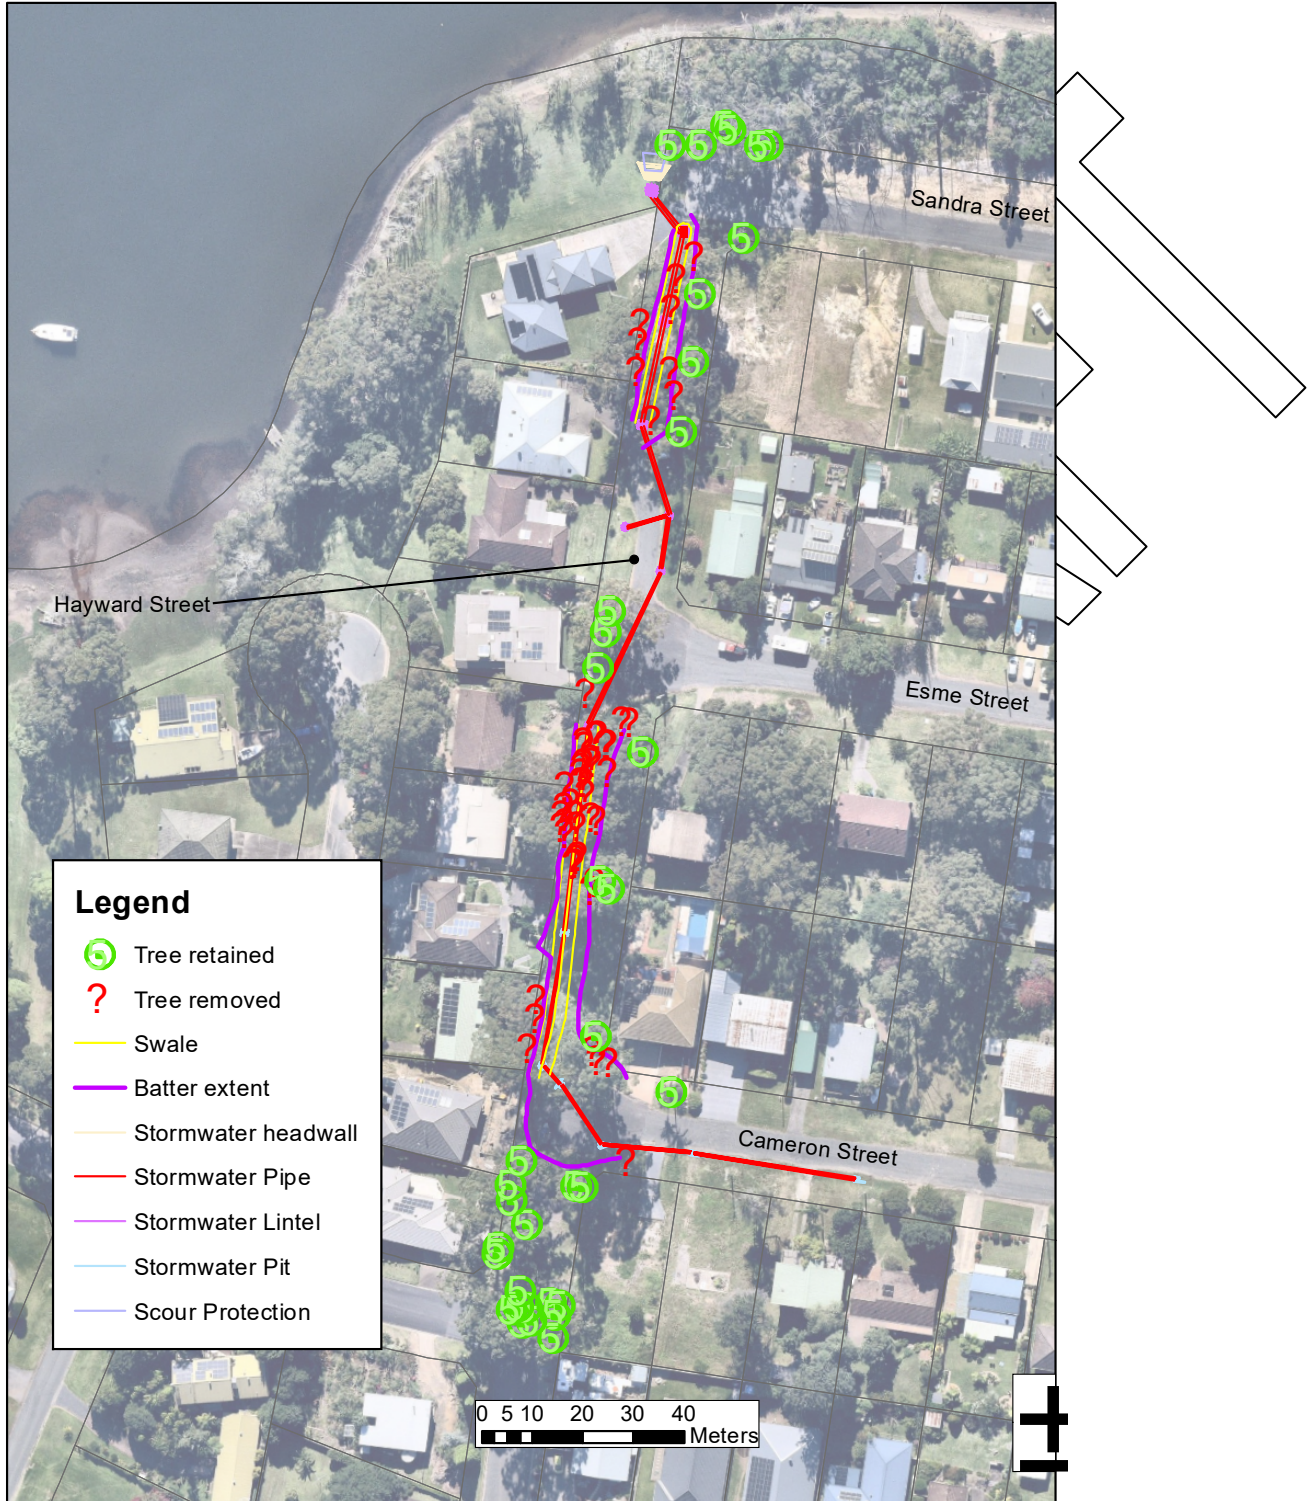 Sandra Street
Hayward Street
Esme Street
Legend
Tree retained
? Tree removed
Swale
Batter extent
Stormwater headwall
Stormwater Pipe
Stormwater Lintel
Stormwater Pit
Scour Protection
Cameron Street
0 5 10 20 30 40
Meters